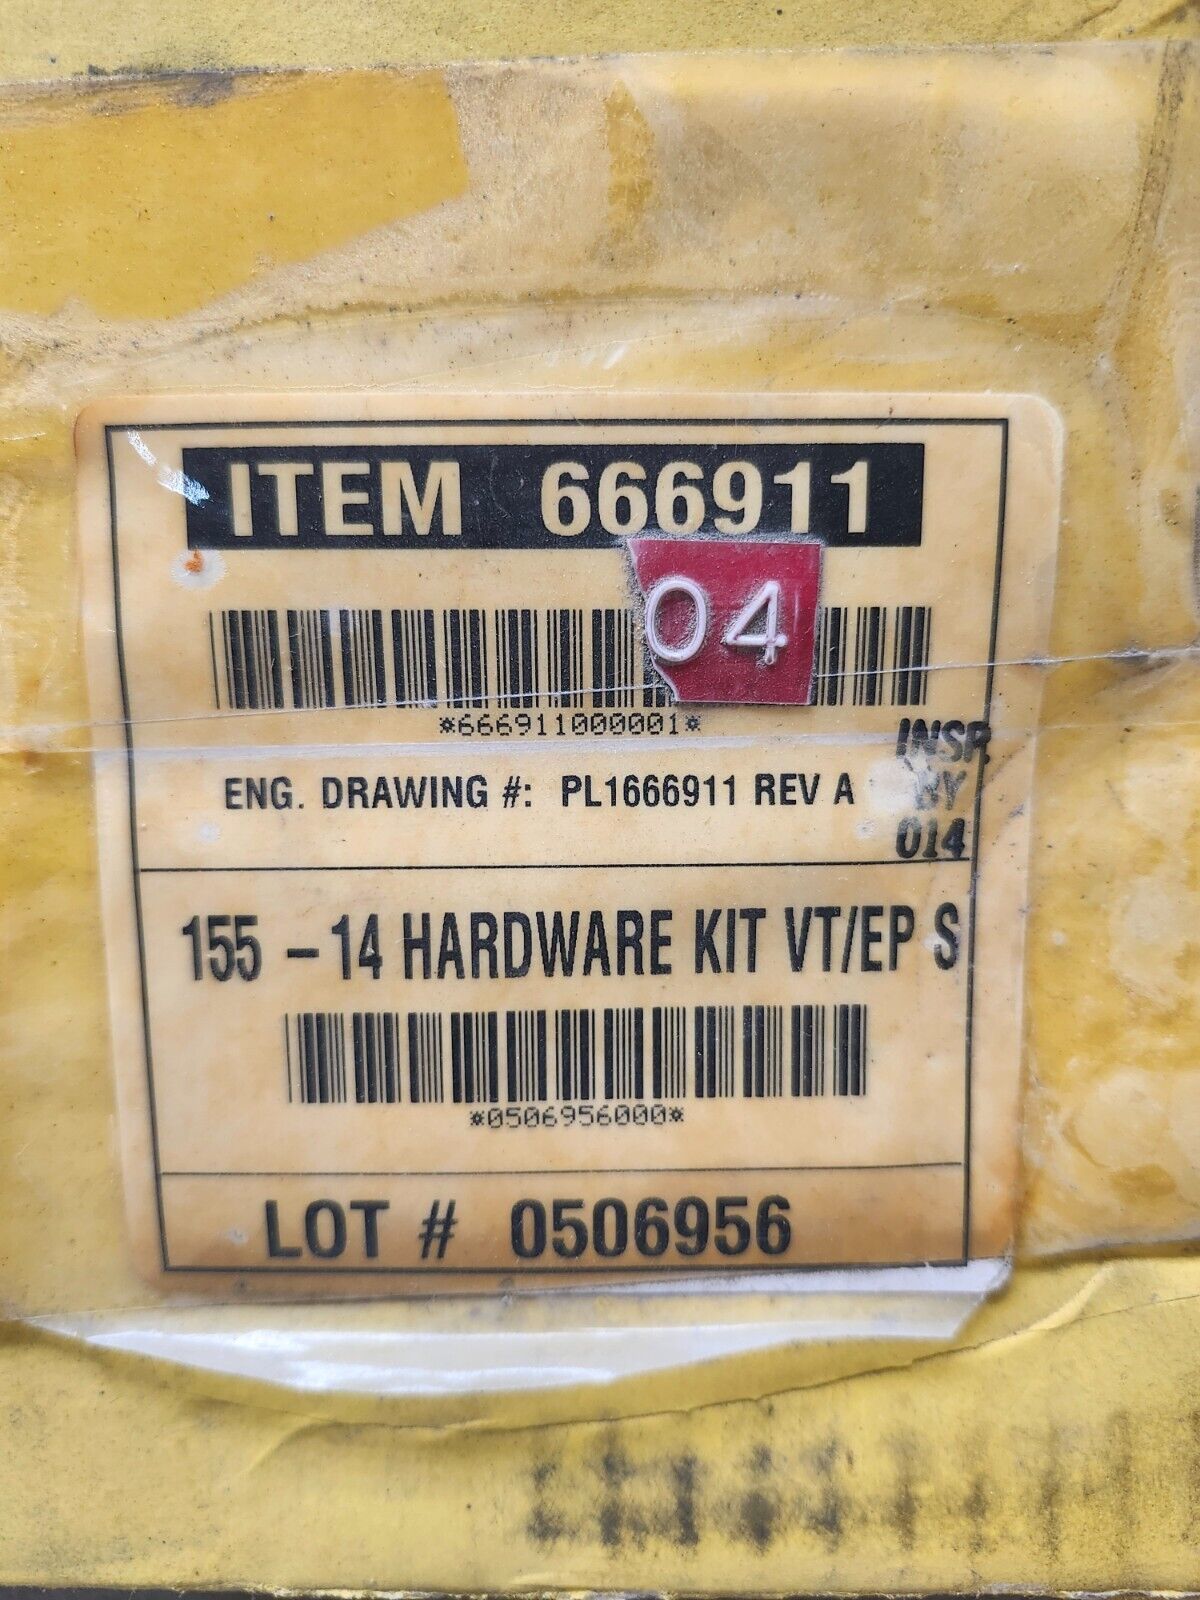 ITEM 666911
04
*666911000001*
INSP.
BY
014
ENG. DRAWING #: PL1666911 REV A
155 - 14 HARDWARE KIT VT/EP S
*0506956000*
LOT # 0506956